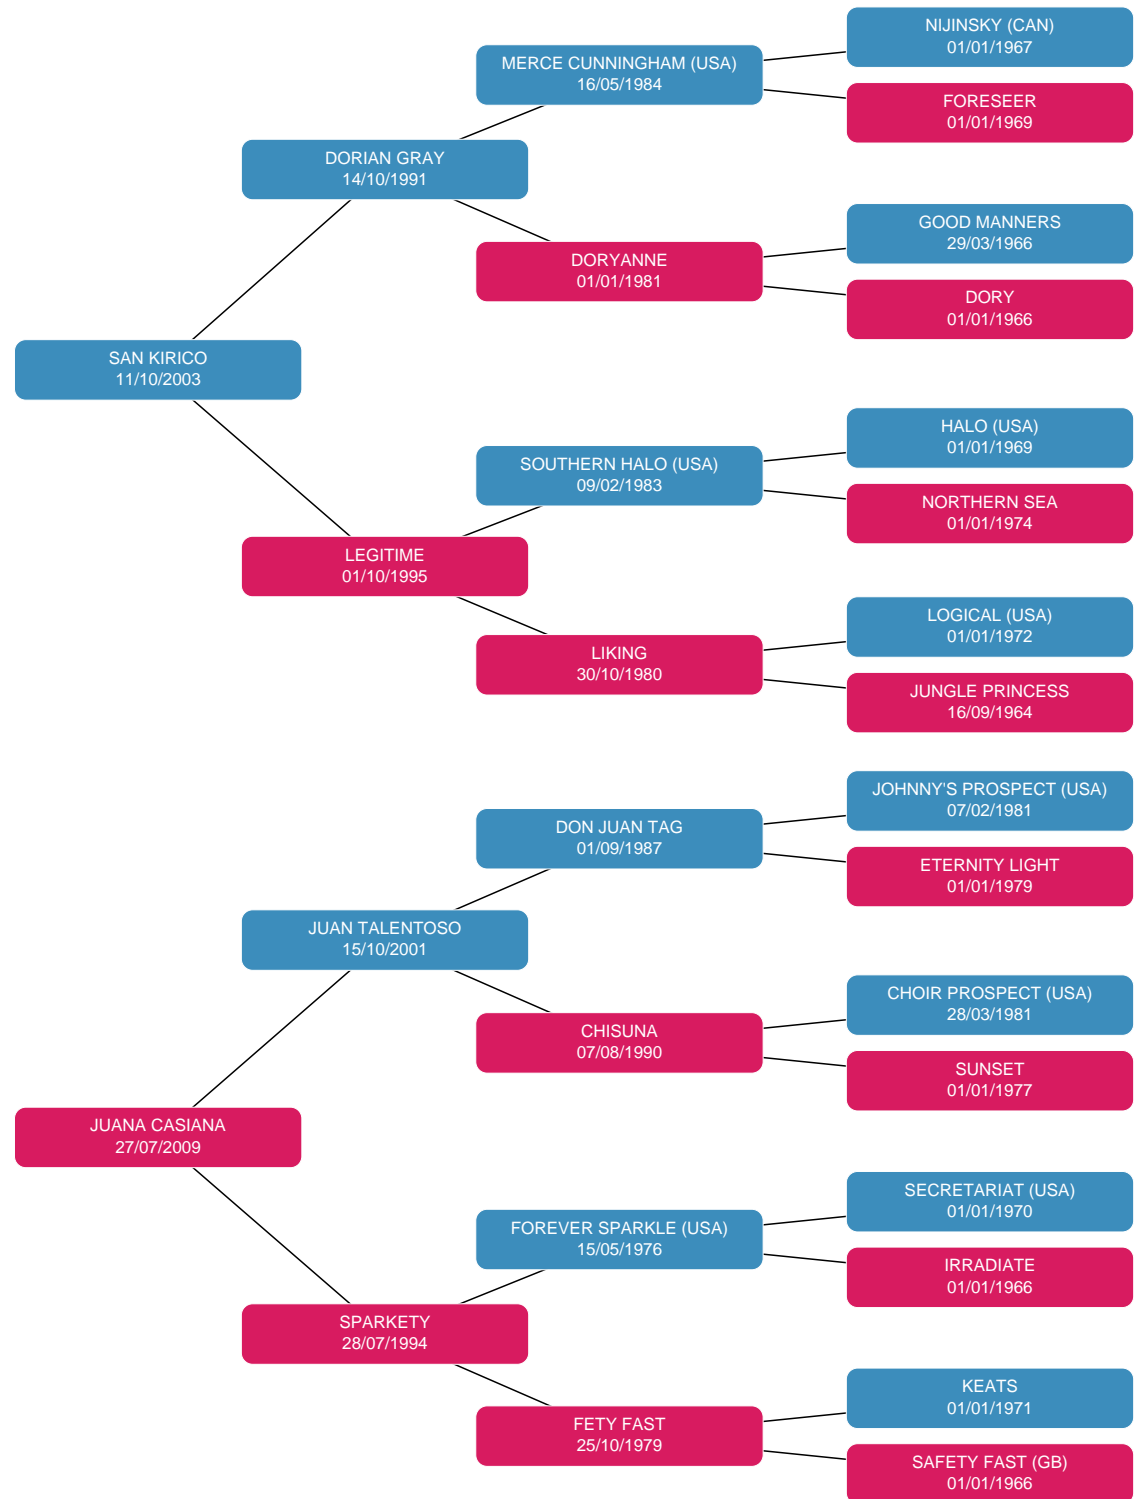 NIJINSKY (CAN)
01/01/1967
MERCE CUNNINGHAM (USA)
16/05/1984
FORESEER
01/01/1969
DORIAN GRAY
14/10/1991
GOOD MANNERS
29/03/1966
DORYANNE
01/01/1981
DORY
01/01/1966
SAN KIRICO
11/10/2003
HALO (USA)
01/01/1969
SOUTHERN HALO (USA)
09/02/1983
NORTHERN SEA
01/01/1974
LEGITIME
01/10/1995
LOGICAL (USA)
01/01/1972
LIKING
30/10/1980
JUNGLE PRINCESS
16/09/1964
JOHNNY'S PROSPECT (USA)
07/02/1981
DON JUAN TAG
01/09/1987
ETERNITY LIGHT
01/01/1979
JUAN TALENTOSO
15/10/2001
CHOIR PROSPECT (USA)
28/03/1981
CHISUNA
07/08/1990
SUNSET
01/01/1977
JUANA CASIANA
27/07/2009
SECRETARIAT (USA)
01/01/1970
FOREVER SPARKLE (USA)
15/05/1976
IRRADIATE
01/01/1966
SPARKETY
28/07/1994
KEATS
01/01/1971
FETY FAST
25/10/1979
SAFETY FAST (GB)
01/01/1966